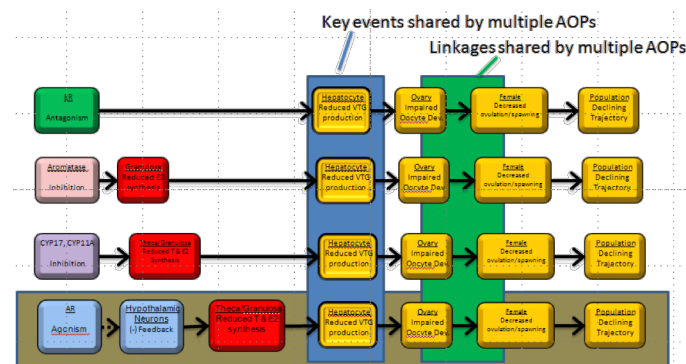 Key events shared by multiple AOPs
Linkages shared by multiple AOPs
ER
Antagonism
Hepatocyte
Reduced VTG
production
Ovary
Impaired
Oocyte Dev
Female
Decreased
ovulation/spawning
Population
Declining
Trajectory
Aromatase
Inhibition
Granulosa
Reduced E2
synthesis
Hepatocyte
Reduced VTG
production
Ovary
Impaired
Oocyte Dev
Female
Decreased
ovulation/spawning
Population
Declining
Trajectory
CYP17, CYP11A
Inhibition
Theca/Granulosa
Reduced T & E2
Synthesis
Hepatocyte
Reduced VTG
production
Ovary
Impaired
Oocyte Dev
Female
Decreased
ovulation/spawning
Population
Declining
Trajectory
AR
Agonism
Hypothalamic
Neurons
(-) Feedback
Theca/Granulosa
Reduced T & E2
synthesis
Hepatocyte
Reduced VTG
production
Ovary
Impaired
Oocyte Dev
Female
Decreased
ovulation/spawning
Population
Declining
Trajectory